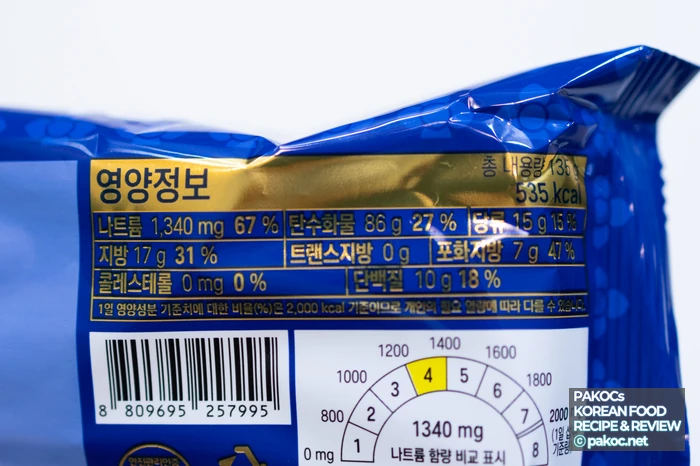 총 내용량 135 g
영양정보 535 kcal
나트륨 1,340 mg 67 % 탄수화물 86 g 27 % 당류 15 g 15 %
지방 17 g 31 % 트랜스지방 0 g 포화지방 7 g 47 %
콜레스테롤 0 mg 0 % 단백질 10 g 18 %
1일 영양성분 기준치에 대한 비율(%)은 2,000 kcal 기준이므로 개인의 필요 열량에 따라 다를 수 있습니다.
8 809695 257995
0 mg 800 1000 1200 1400 1600 1800 2000
1 2 3 4 5 6 7 8
(1일
기준
1340 mg
나트륨 함량 비교 표시
PAKOCs
KOREAN FOOD
RECIPE & REVIEW
© pakoc.net